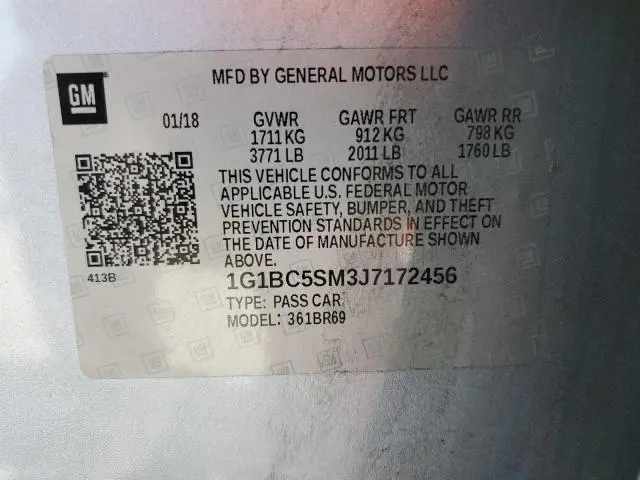 GM
MFD BY GENERAL MOTORS LLC
01/18 GVWR GAWR FRT GAWR RR
1711 KG 912 KG 798 KG
3771 LB 2011 LB 1760 LB
THIS VEHICLE CONFORMS TO ALL
APPLICABLE U.S. FEDERAL MOTOR
VEHICLE SAFETY, BUMPER, AND THEFT
PREVENTION STANDARDS IN EFFECT ON
THE DATE OF MANUFACTURE SHOWN
ABOVE.
413B
1G1BC5SM3J7172456
TYPE: PASS CAR
MODEL: 361BR69